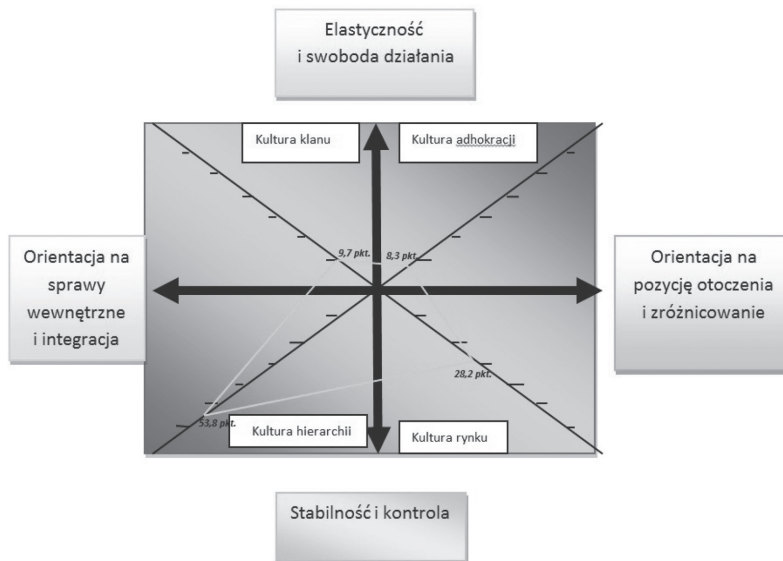 Elastyczność
i swoboda działania
Kultura klanu
Kultura adhokracji
9,7 pkt.
8,3 pkt.
Orientacja na
sprawy
wewnętrzne
i integracja
Orientacja na
pozycję otoczenia
i zróżnicowanie
28,2 pkt.
53,8 pkt.
Kultura hierarchii
Kultura rynku
Stabilność i kontrola